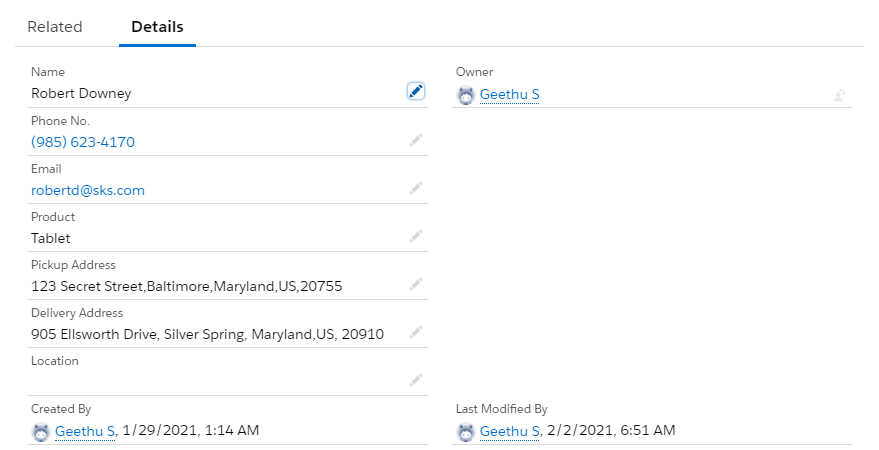 Related
Details
Name
Robert Downey
Owner
Geethu S
Phone No.
(985) 623-4170
Email
robertd@sks.com
Product
Tablet
Pickup Address
123 Secret Street,Baltimore,Maryland,US,20755
Delivery Address
905 Ellsworth Drive, Silver Spring, Maryland,US, 20910
Location
Created By
Geethu S, 1/29/2021, 1:14 AM
Last Modified By
Geethu S, 2/2/2021, 6:51 AM